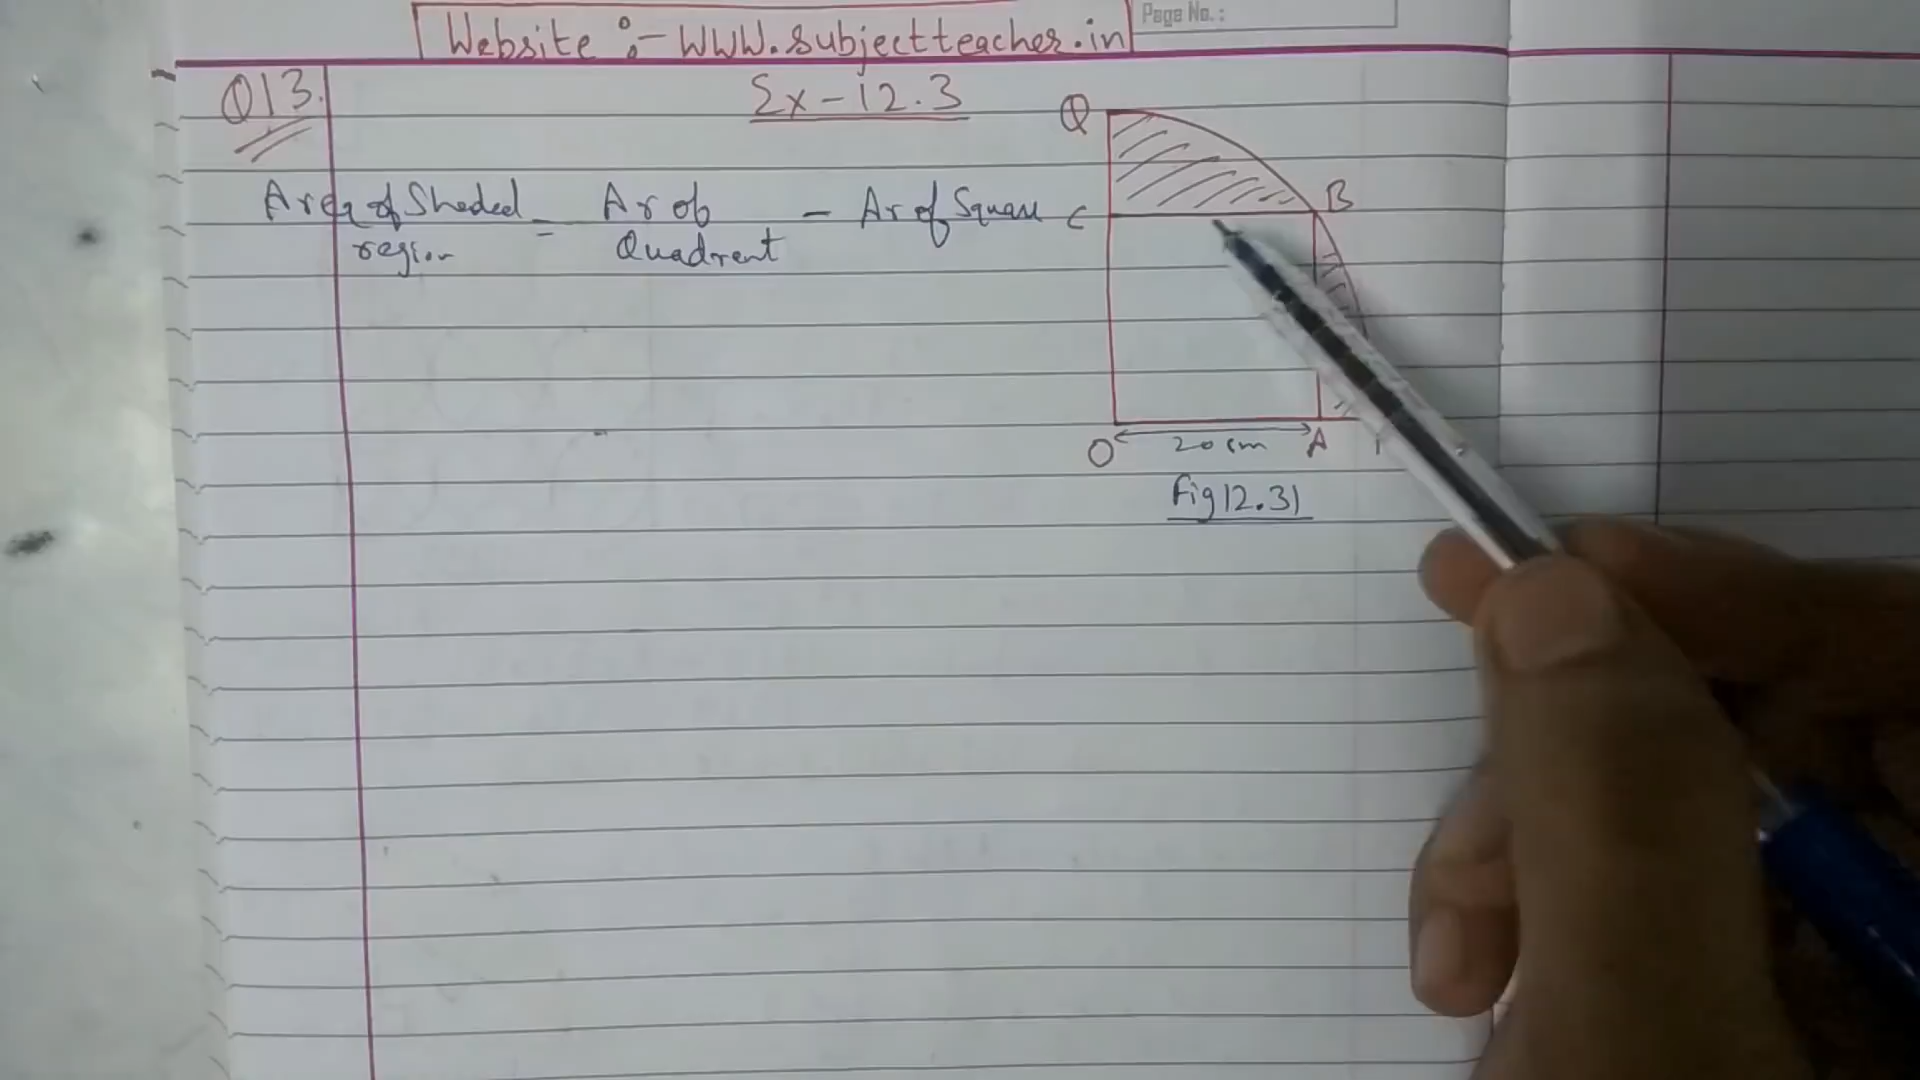 Page No.:
Website :- WWW.subjectteacher.in
Q13.
Ex-12.3
Q
B
Area of Shaded = Ar of - Ar of Square
C
region Quadrent
O 20 cm A
Fig 12.31